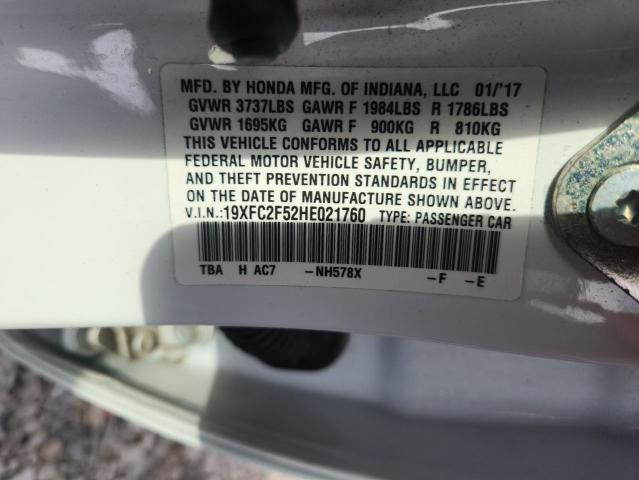 MFD. BY HONDA MFG. OF INDIANA, LLC 01/'17
GVWR 3737LBS GAWR F 1984LBS R 1786LBS
GVWR 1695KG GAWR F 900KG R 810KG
THIS VEHICLE CONFORMS TO ALL APPLICABLE
FEDERAL MOTOR VEHICLE SAFETY, BUMPER,
AND THEFT PREVENTION STANDARDS IN EFFECT
ON THE DATE OF MANUFACTURE SHOWN ABOVE.
V.I.N.:19XFC2F52HE021760 TYPE: PASSENGER CAR
TBA H AC7 -NH578X -F -E